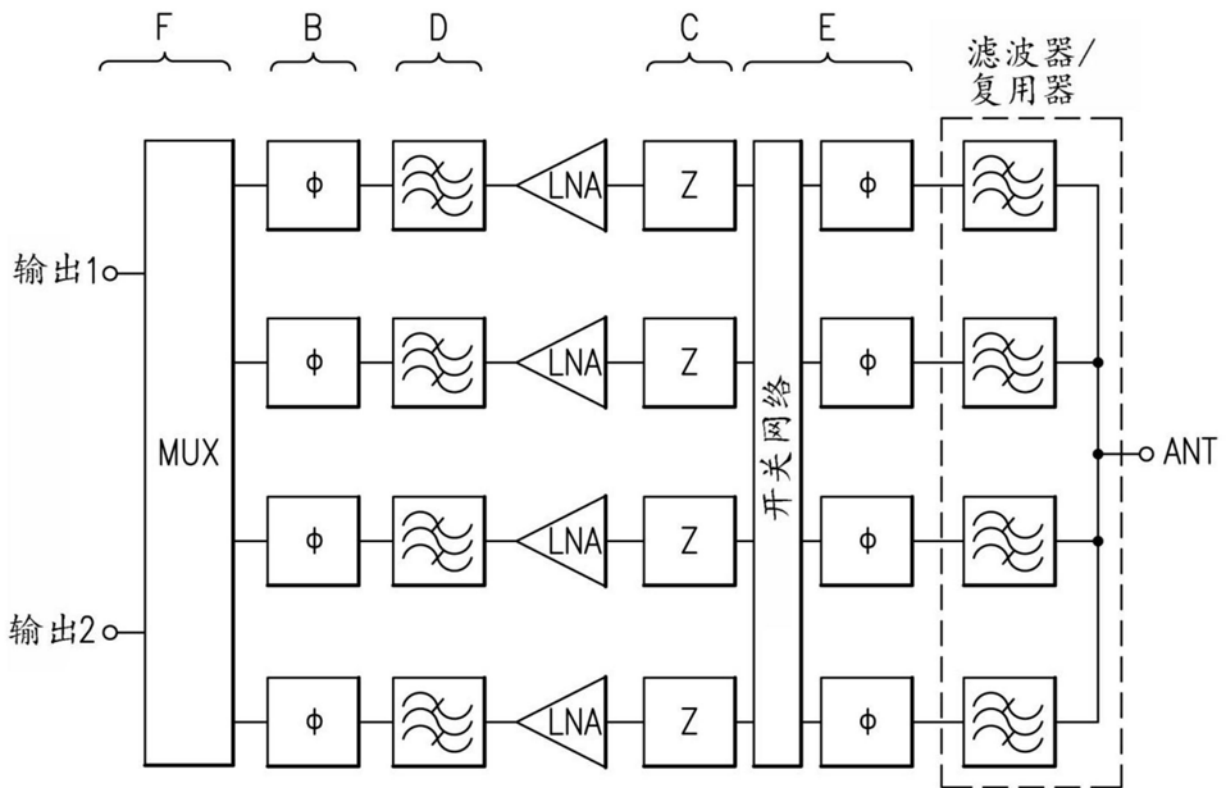 F B D C E
滤波器/
复用器
ϕ LNA Z ϕ
输出1
ϕ LNA Z ϕ
MUX
开关网络
ANT
ϕ LNA Z ϕ
输出2
ϕ LNA Z ϕ